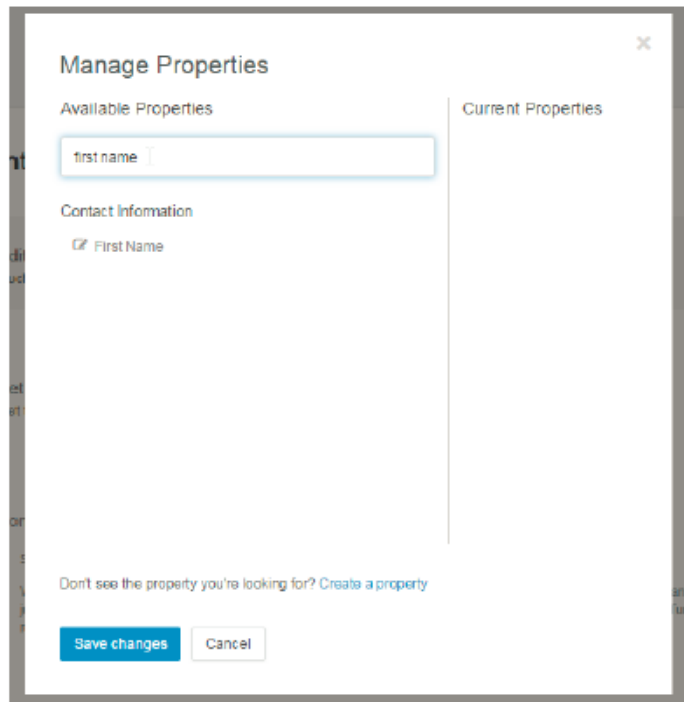 Manage Properties
Available Properties
Current Properties
first name
Contact Information
First Name
Don't see the property you're looking for? Create a property
Save changes
Cancel